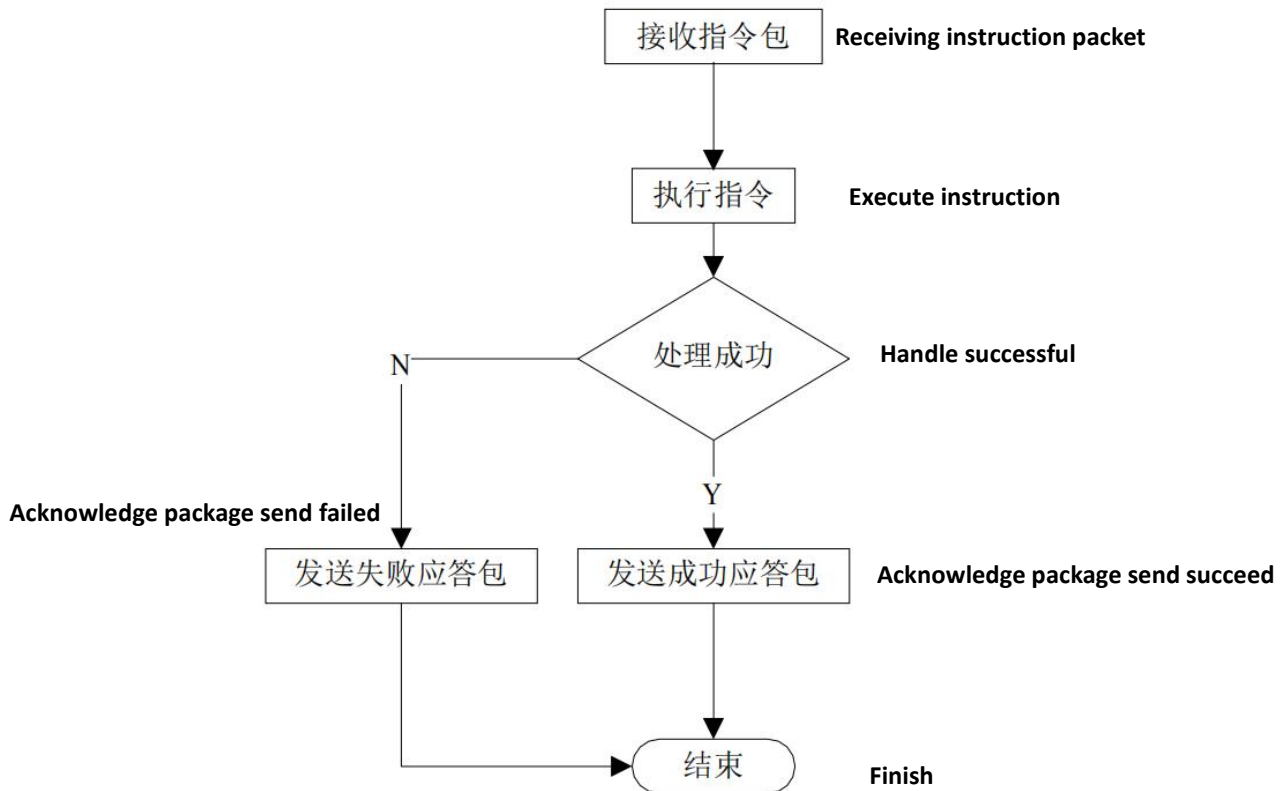 接收指令包
Receiving instruction packet
执行指令
Execute instruction
处理成功
Handle successful
N
Y
Acknowledge package send failed
发送失败应答包
发送成功应答包
Acknowledge package send succeed
结束
Finish